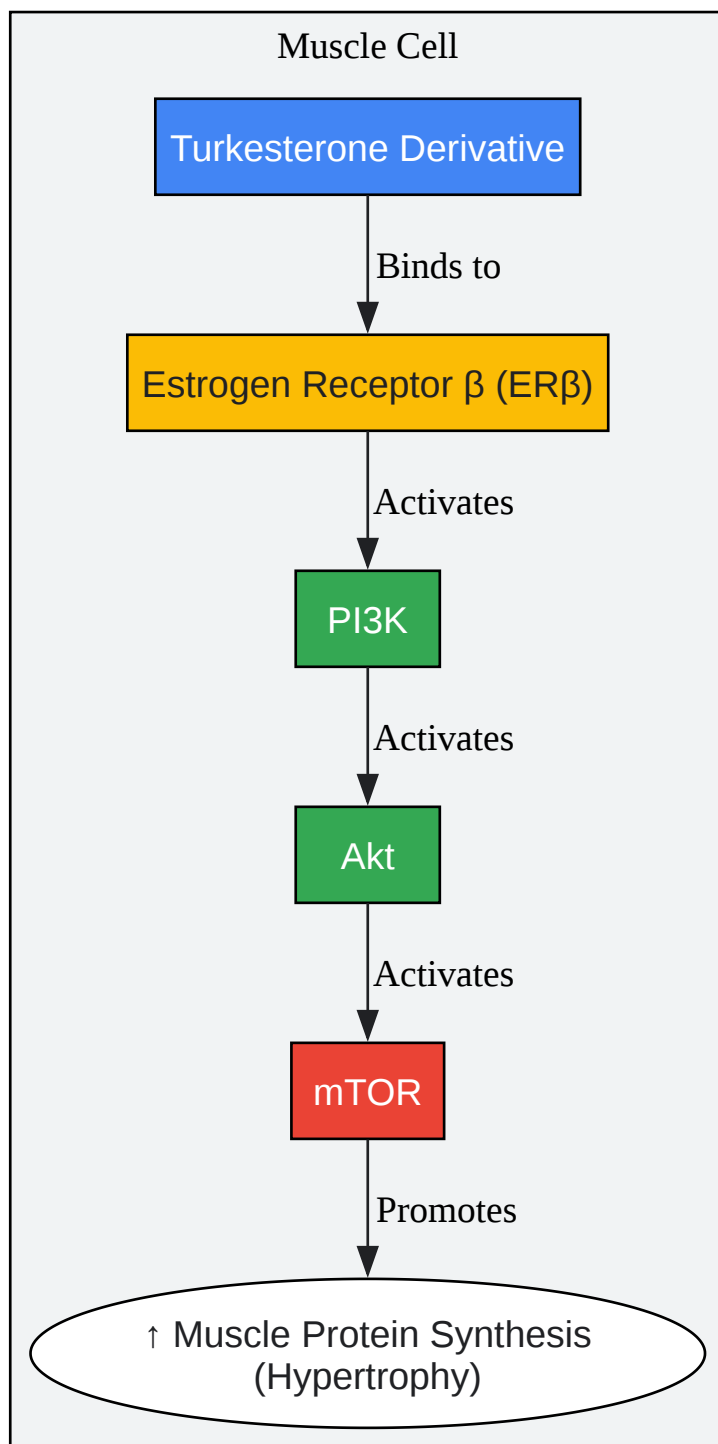 Muscle Cell
Turkesterone Derivative
Binds to
Estrogen Receptor β (ERβ)
Activates
PI3K
Activates
Akt
Activates
mTOR
Promotes
↑ Muscle Protein Synthesis
(Hypertrophy)